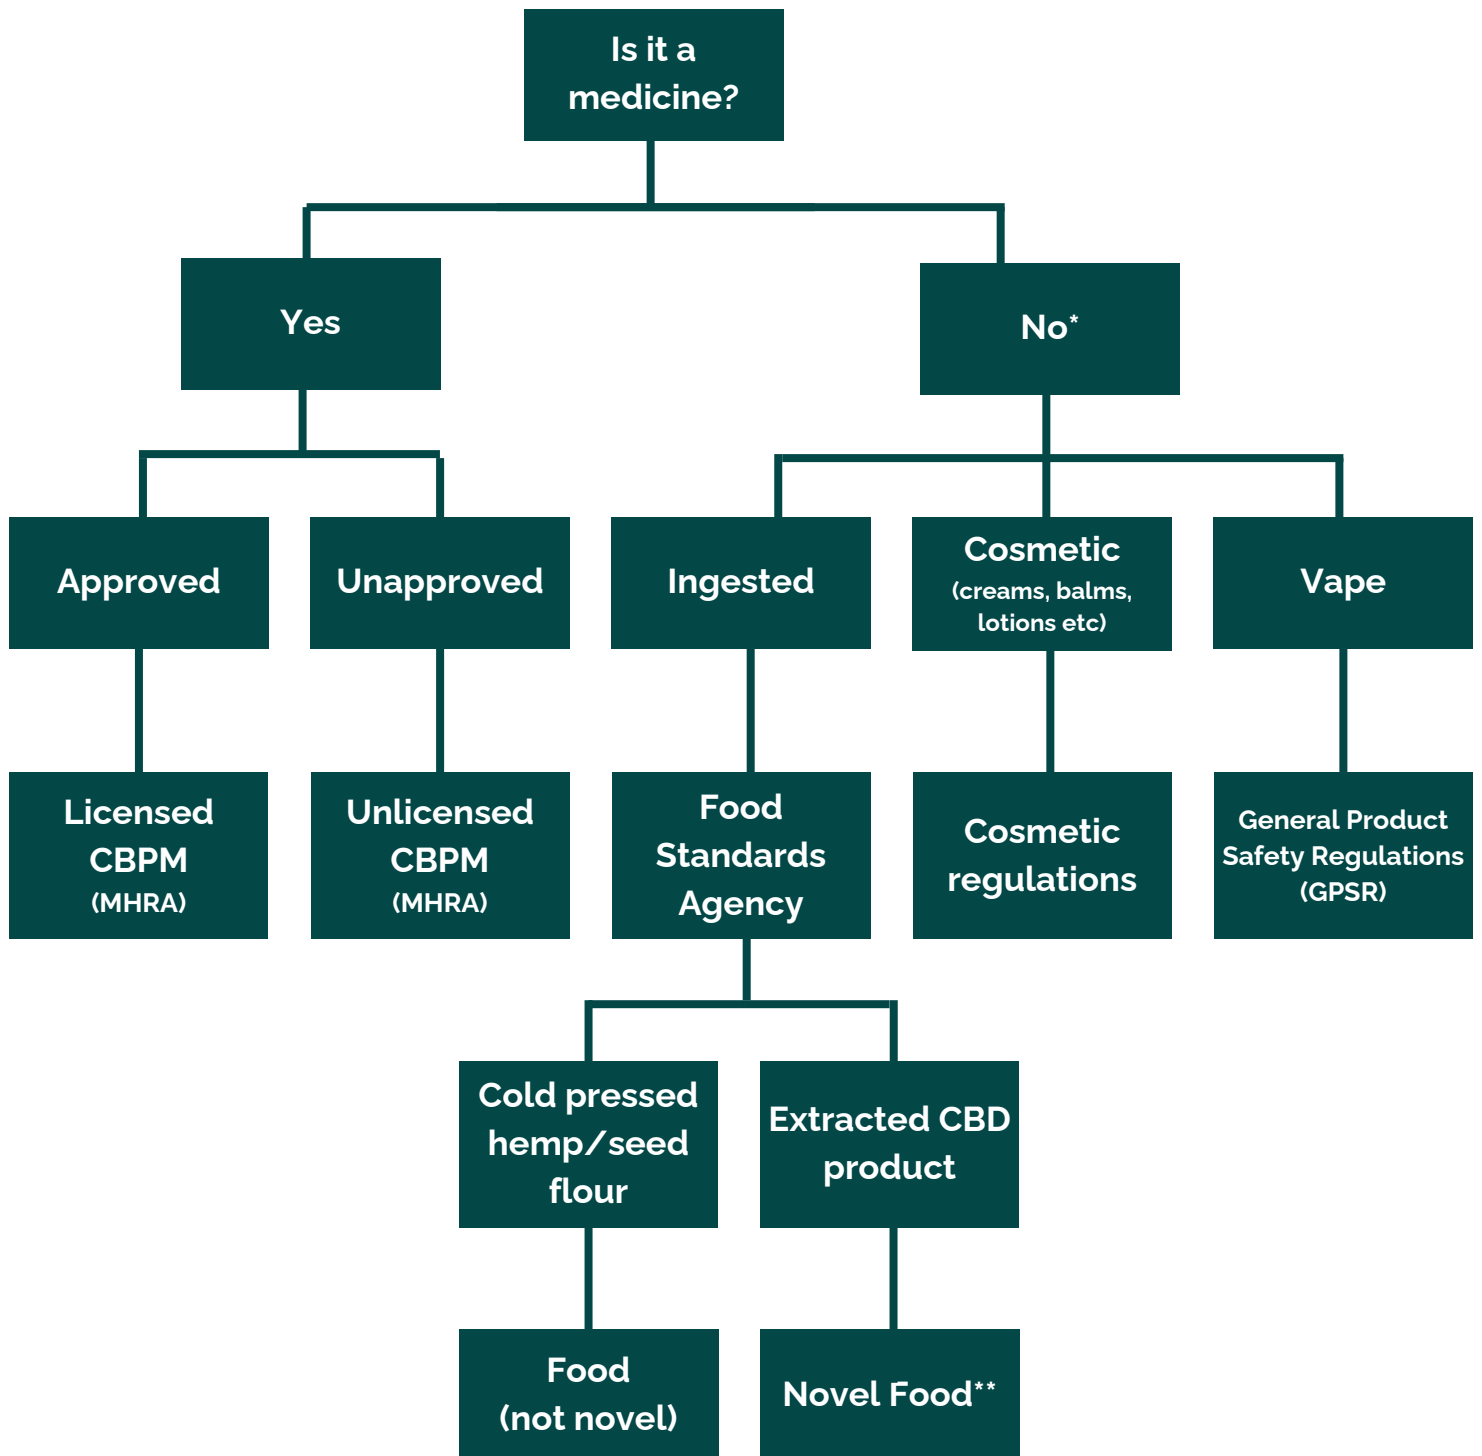 Is it a
medicine?
Yes
No*
Approved
Unapproved
Ingested
Cosmetic
(creams, balms,
lotions etc)
Vape
Licensed
CBPM
(MHRA)
Unlicensed
CBPM
(MHRA)
Food
Standards
Agency
Cosmetic
regulations
General Product
Safety Regulations
(GPSR)
Cold pressed
hemp/seed
flour
Extracted CBD
product
Food
(not novel)
Novel Food**